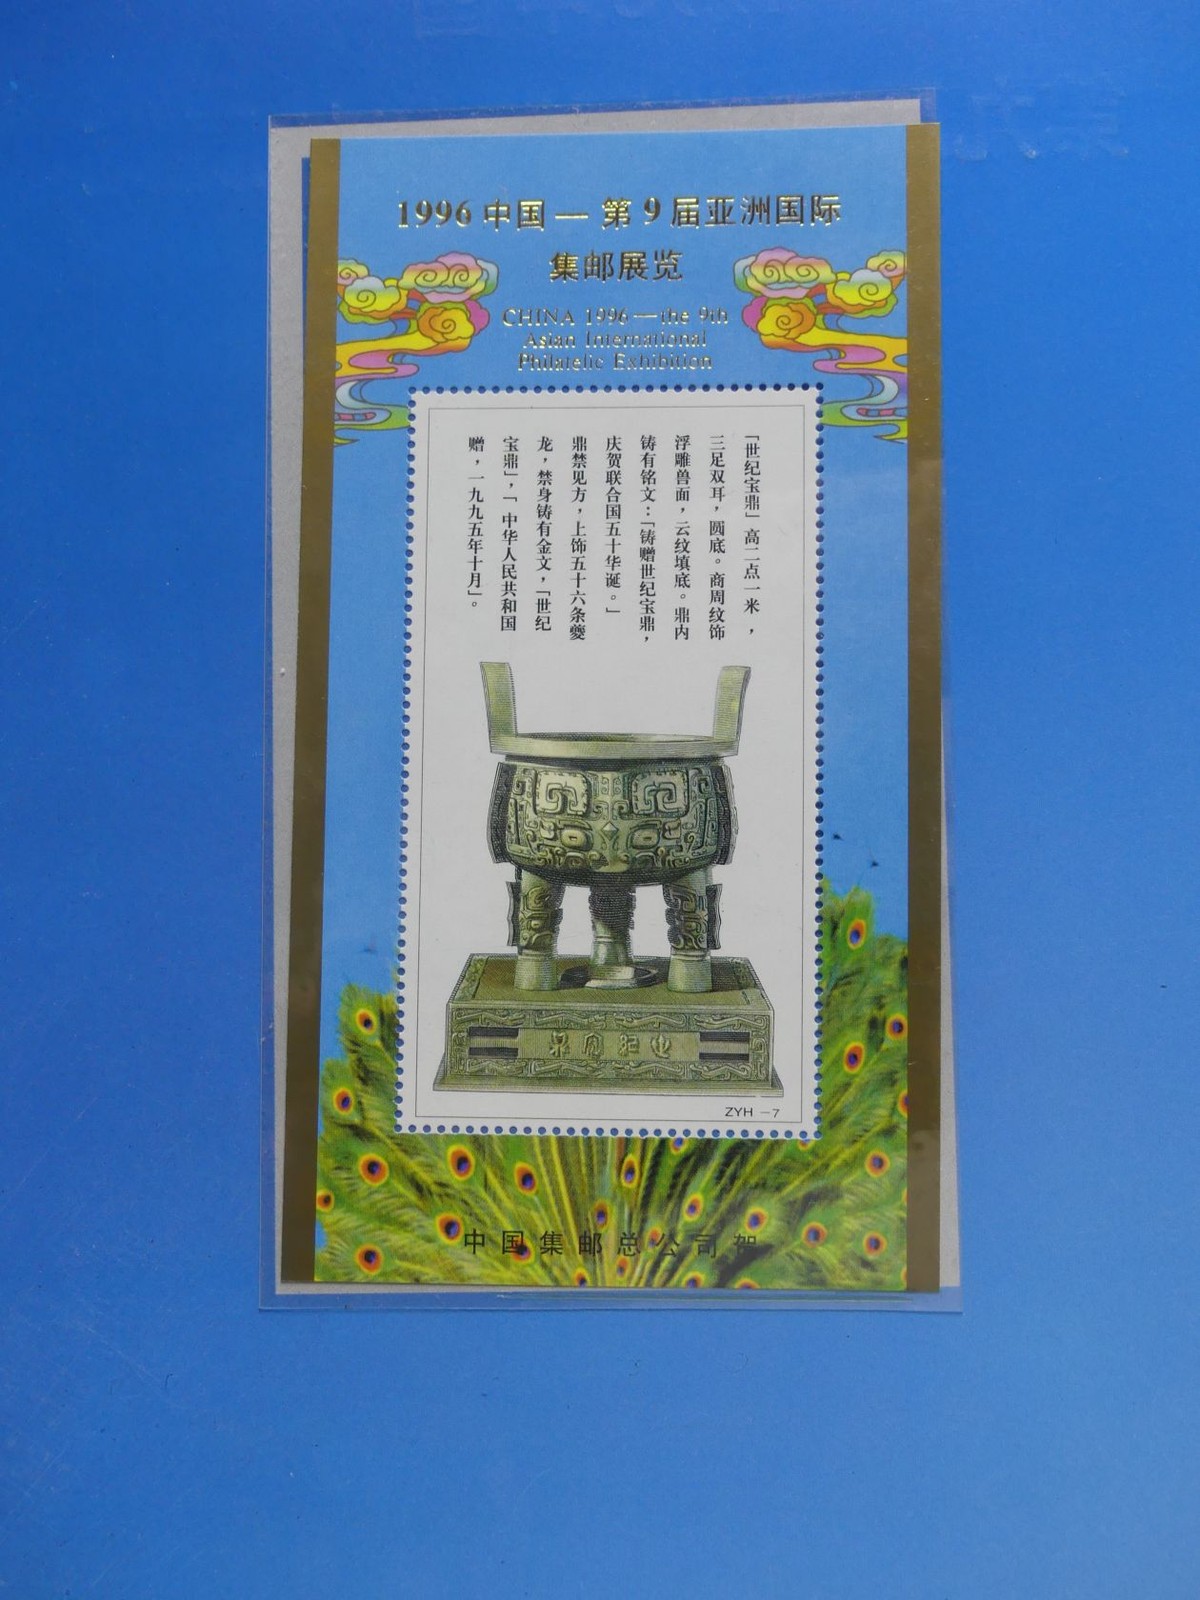 1996 中国—第9届亚洲国际
集邮展览
CHINA 1996—the 9th
Asian International
Philatelic Exhibition
「世纪宝鼎」高二点一米，
三足双耳，圆底。商周纹饰
浮雕兽面，云纹填底。鼎内
铸有铭文：「铸赠世纪宝鼎，
庆贺联合国五十华诞。」
鼎禁见方，上饰五十六条夔
龙，禁身铸有金文，「世纪
宝鼎」，「中华人民共和国
赠，一九九五年十月」。
鼎宝纪世
ZYH －7
中国集邮总公司贺